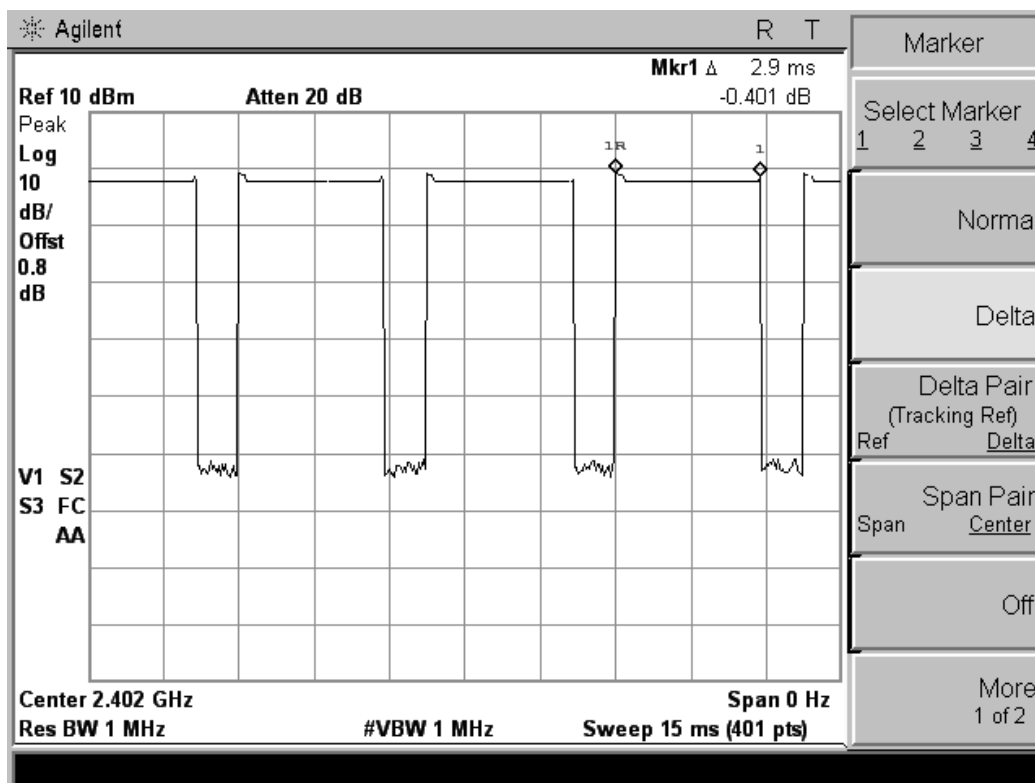 Agilent R T
Mkr1 Δ 2.9 ms
Ref 10 dBm Atten 20 dB -0.401 dB
Peak
Log
10
dB/
Offset
0.8
dB
1R
1
V1 S2
S3 FC
AA
Center 2.402 GHz Span 0 Hz
Res BW 1 MHz #VBW 1 MHz Sweep 15 ms (401 pts)
Marker
Select Marker
1 2 3 4
Norma
Delta
Delta Pair
(Tracking Ref)
Ref Delta
Span Pair
Span Center
Off
More
1 of 2